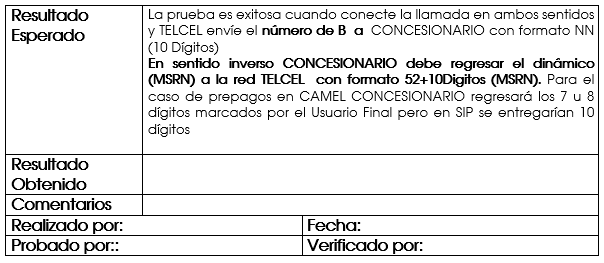 Resultado
Esperado
La prueba es exitosa cuando conecte la llamada en ambos sentidos
y TELCEL envíe el número de B a CONCESIONARIO con formato NN
(10 Dígitos)
En sentido inverso CONCESIONARIO debe regresar el dinámico
(MSRN) a la red TELCEL con formato 52+10Digitos (MSRN). Para el
caso de prepagos en CAMEL CONCESIONARIO regresará los 7 u 8
dígitos marcados por el Usuario Final pero en SIP se entregarían 10
dígitos
Resultado
Obtenido
Comentarios
Realizado por: Fecha:
Probado por:: Verificado por: